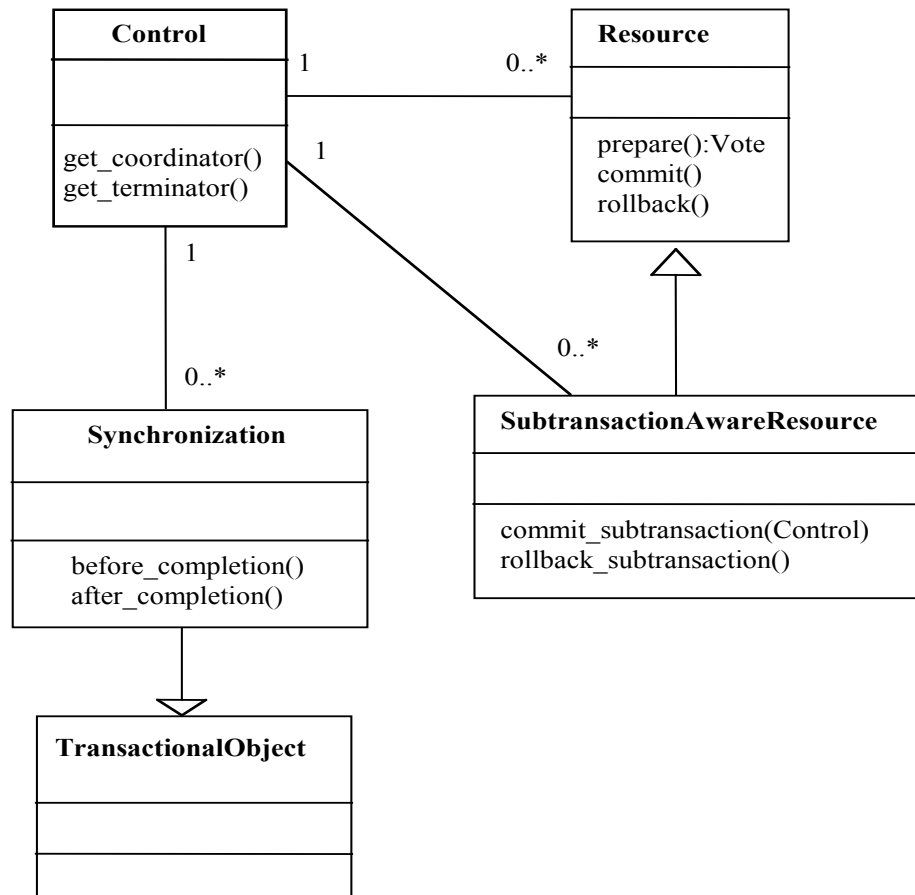 Control
1
get_coordinator()
get_terminator()
1
1
0..*
Resource
prepare():Vote
commit()
rollback()
0..*
0..*
Synchronization
before_completion()
after_completion()
SubtransactionAwareResource
commit_subtransaction(Control)
rollback_subtransaction()
TransactionalObject